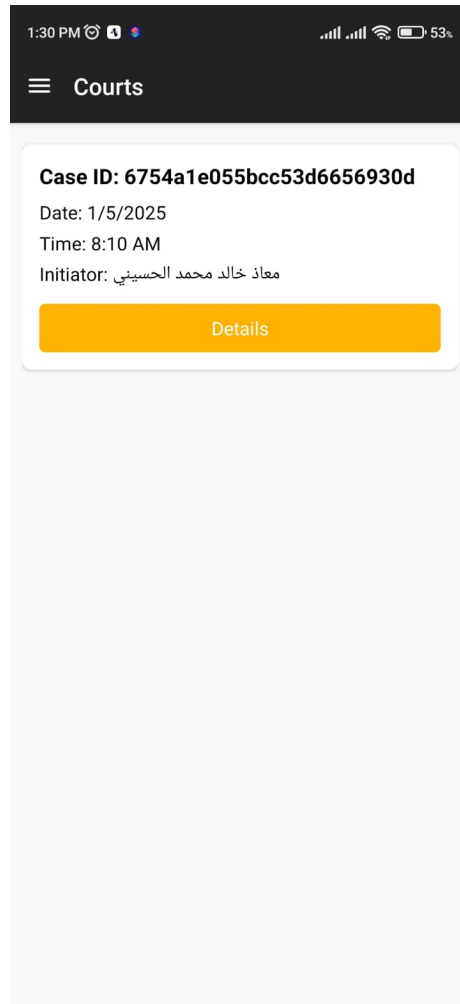 1:30 PM 53%
Courts
Case ID: 6754a1e055bcc53d6656930d
Date: 1/5/2025
Time: 8:10 AM
Initiator: معاذ خالد محمد الحسيني
Details